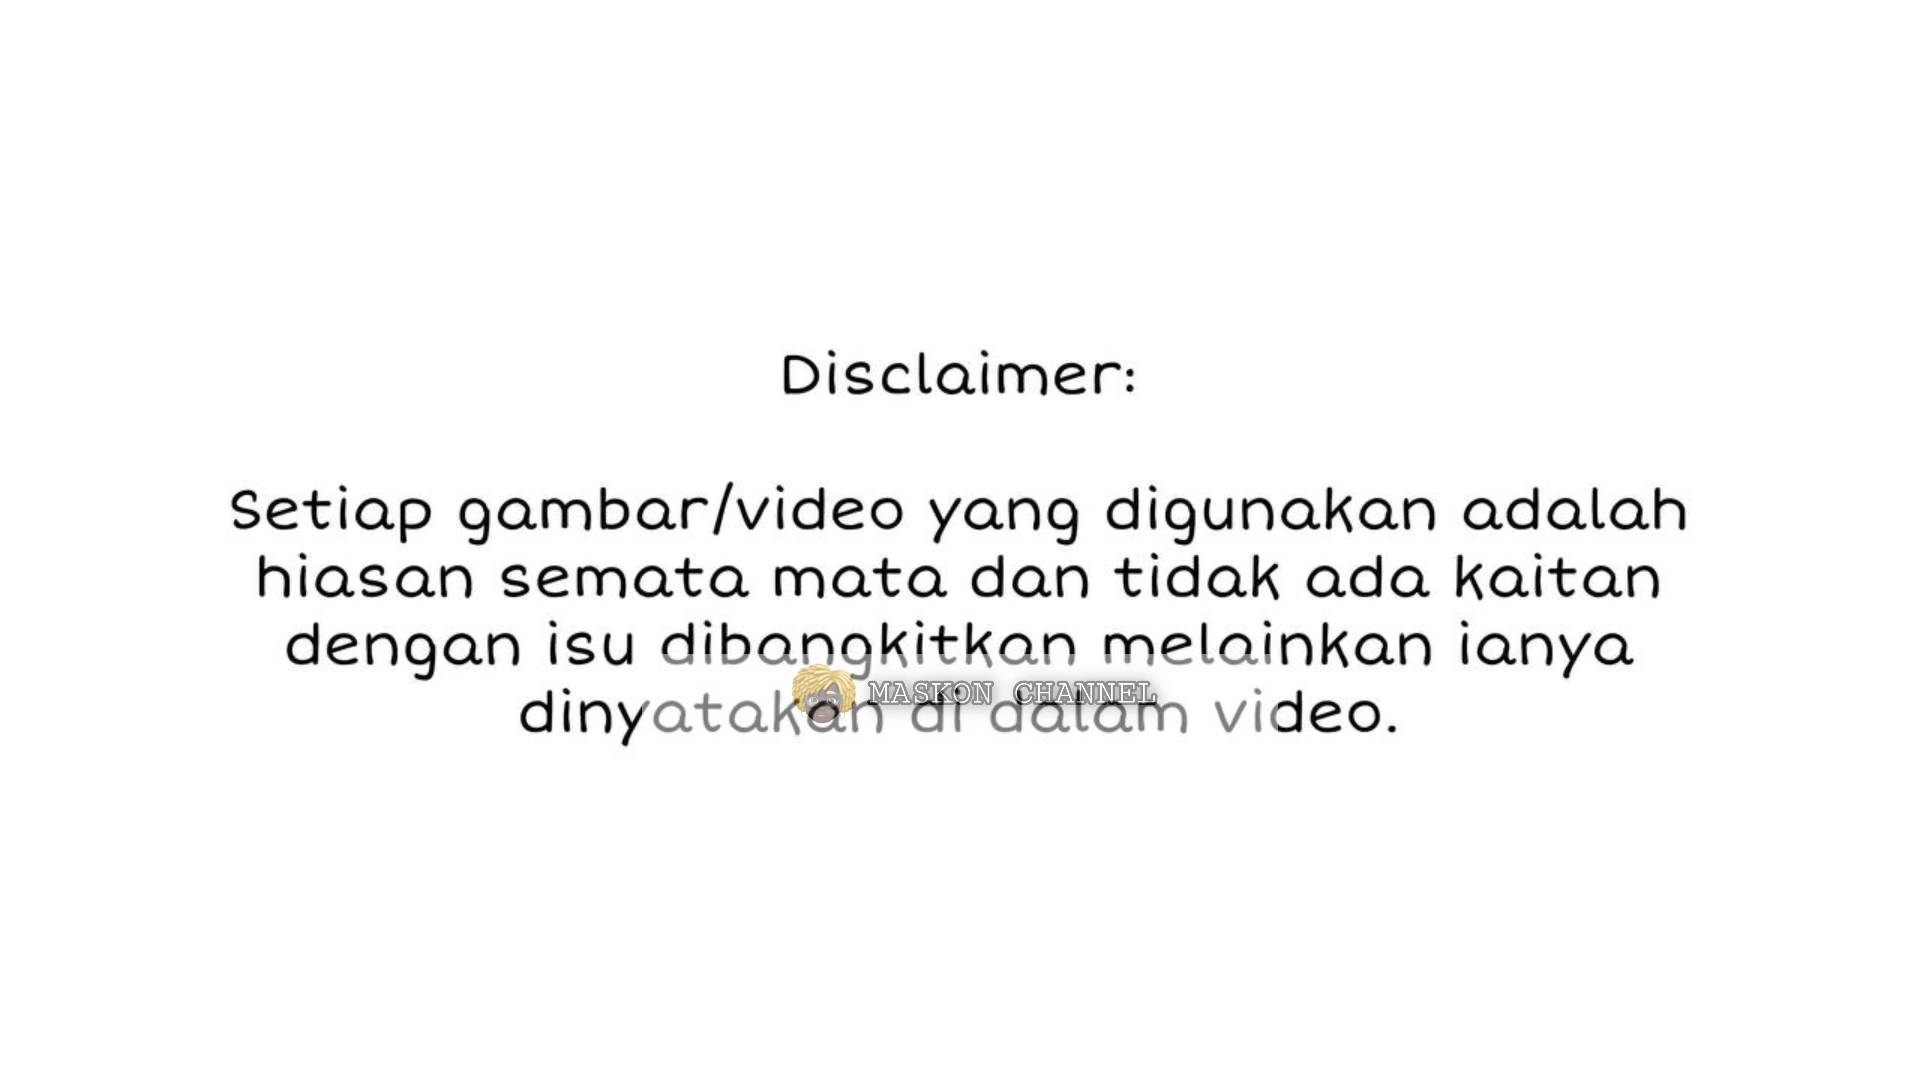 Disclaimer:
Setiap gambar/video yang digunakan adalah
hiasan semata mata dan tidak ada kaitan
dengan isu dibangkitkan melainkan ianya
dinyatakan di dalam video.
MASKON CHANNEL